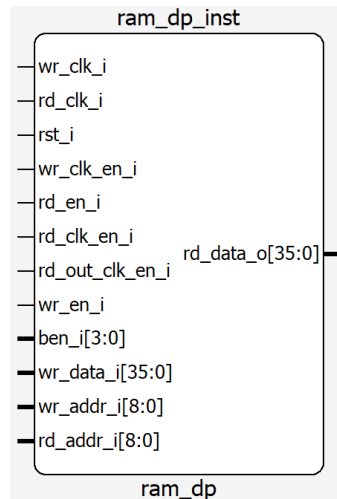 ram_dp_inst
wr_clk_i
rd_clk_i
rst_i
wr_clk_en_i
rd_en_i
rd_clk_en_i
rd_data_o[35:0]
rd_out_clk_en_i
wr_en_i
ben_i[3:0]
wr_data_i[35:0]
wr_addr_i[8:0]
rd_addr_i[8:0]
ram_dp